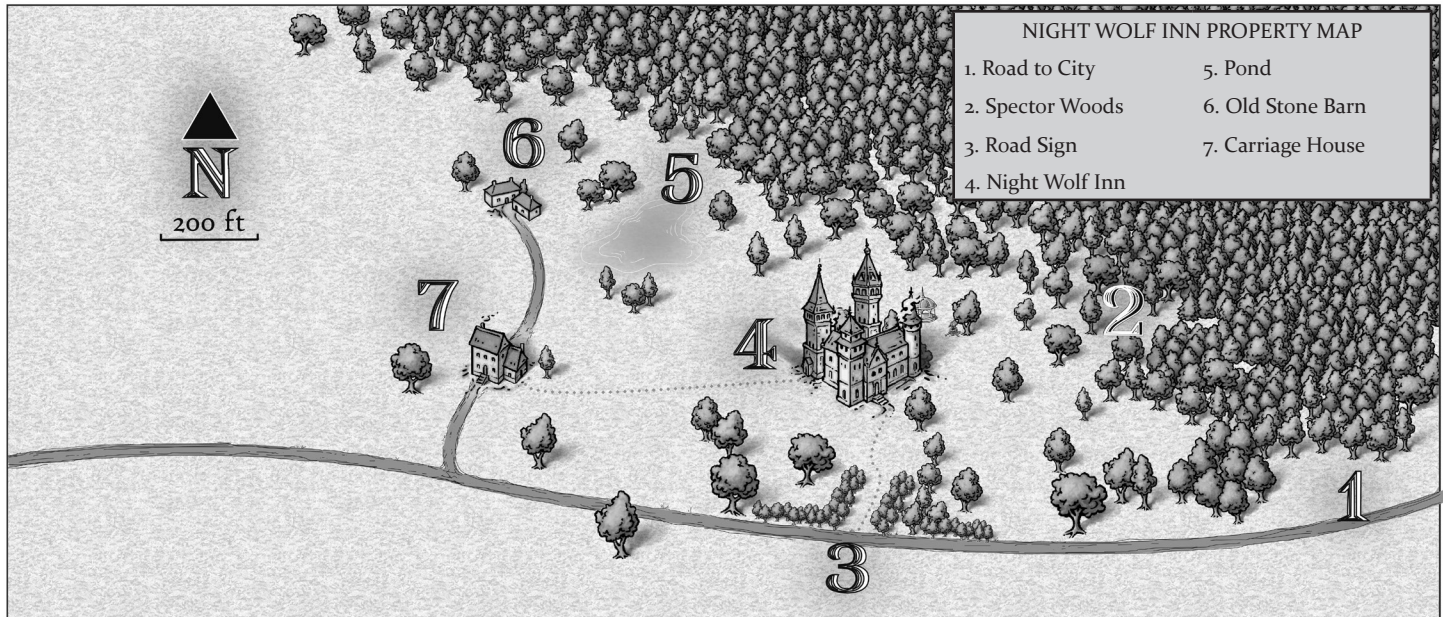 NIGHT WOLF INN PROPERTY MAP
1. Road to City
2. Spector Woods
3. Road Sign
4. Night Wolf Inn
5. Pond
6. Old Stone Barn
7. Carriage House
N
200 ft
6
5
7
4
2
1
3